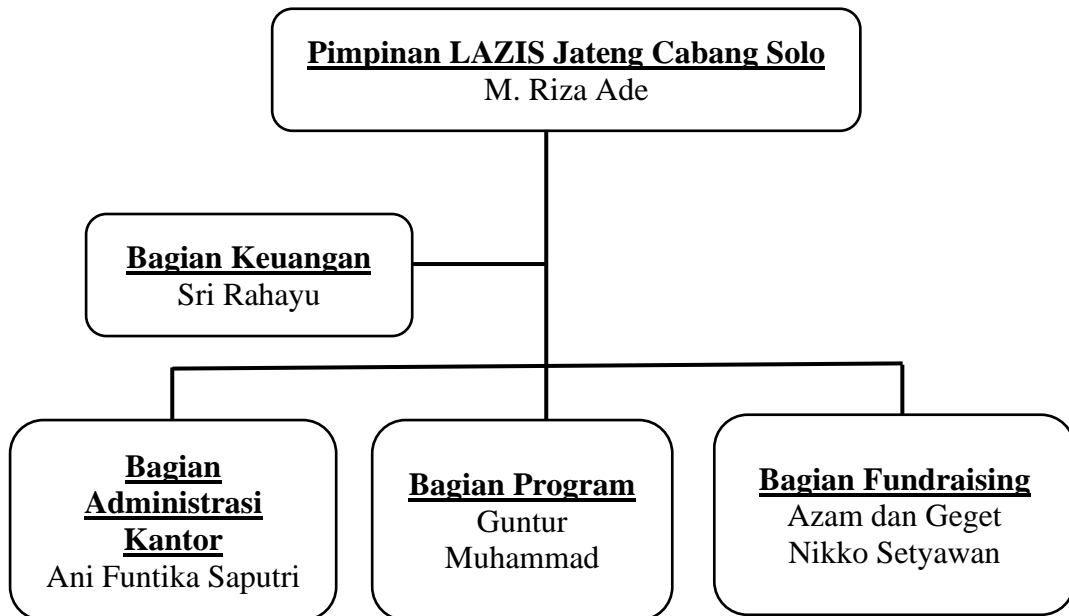 Pimpinan LAZIS Jateng Cabang Solo
M. Riza Ade
Bagian Keuangan
Sri Rahayu
Bagian
Administrasi
Kantor
Ani Funtika Saputri
Bagian Program
Guntur
Muhammad
Bagian Fundraising
Azam dan Geget
Nikko Setyawan